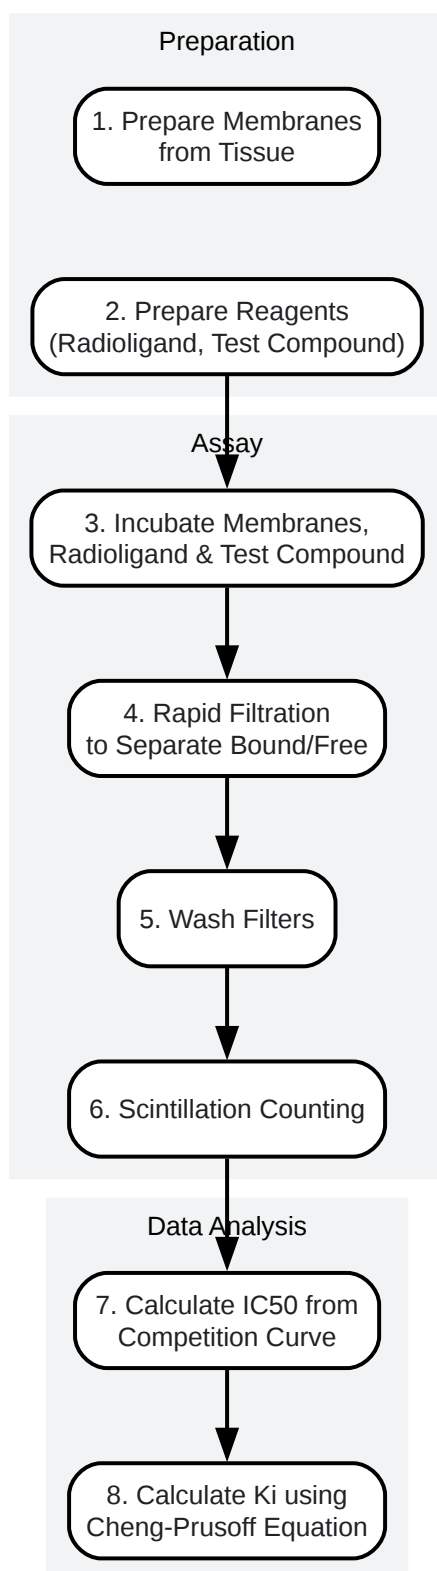 Preparation
1. Prepare Membranes
from Tissue
2. Prepare Reagents
(Radioligand, Test Compound)
Assay
3. Incubate Membranes,
Radioligand & Test Compound
4. Rapid Filtration
to Separate Bound/Free
5. Wash Filters
6. Scintillation Counting
Data Analysis
7. Calculate IC50 from
Competition Curve
8. Calculate Ki using
Cheng-Prusoff Equation